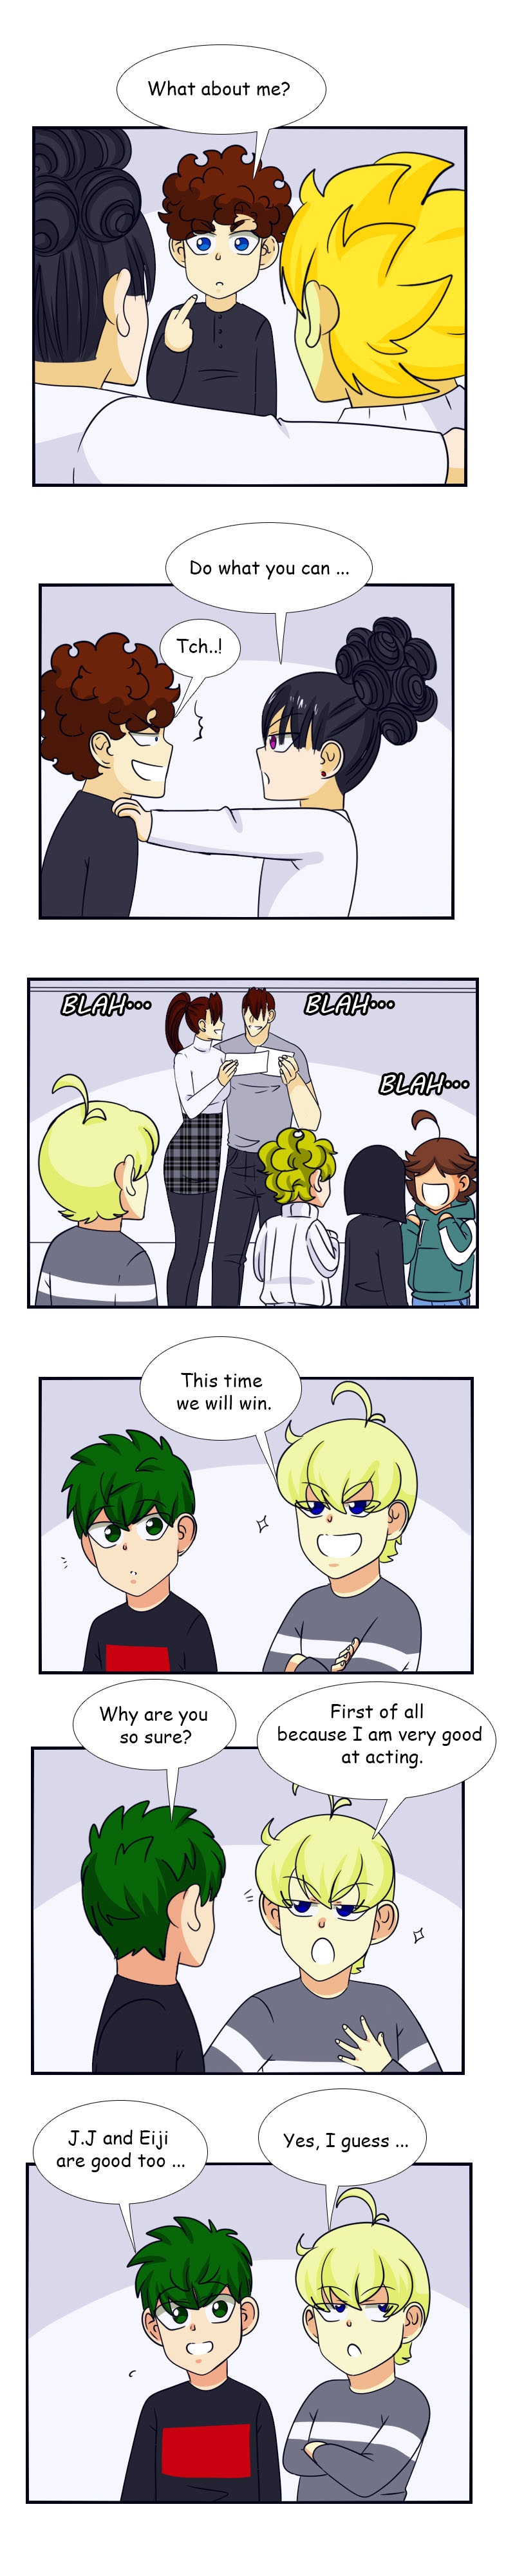 What about me?
Do what you can ...
Tch..!
BLAH...
BLAH...
BLAH...
This time
we will win.
Why are you
so sure?
First of all
because I am very good
at acting.
J.J and Eiji
are good too ...
Yes, I guess ...